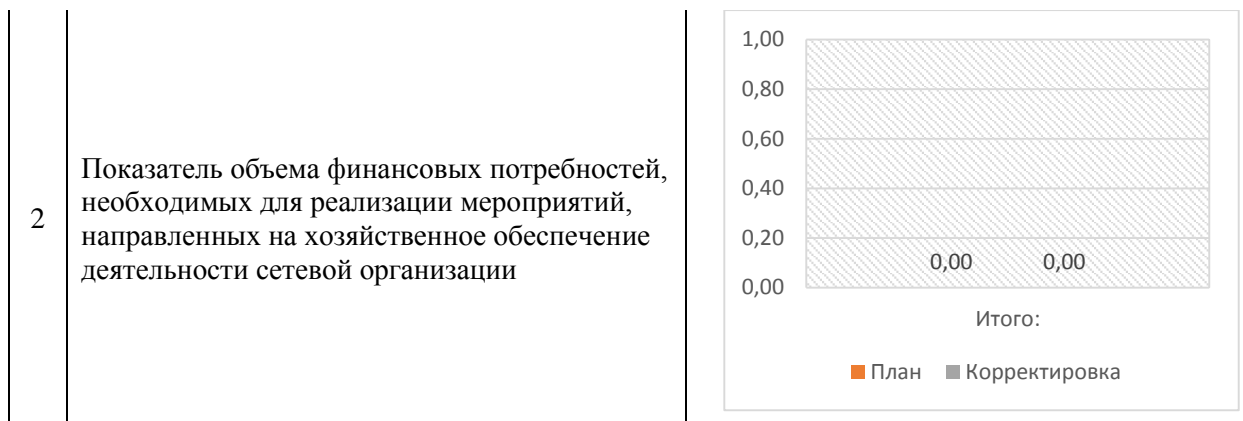 2
Показатель объема финансовых потребностей,
необходимых для реализации мероприятий,
направленных на хозяйственное обеспечение
деятельности сетевой организации
1,00
0,80
0,60
0,40
0,20
0,00
0,00 0,00
Итого:
План Корректировка